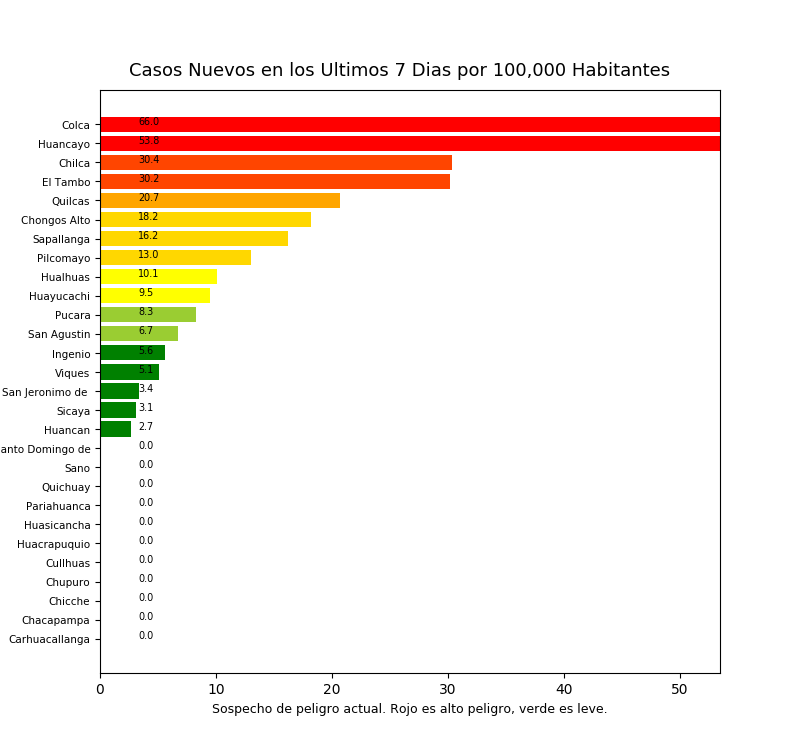 Casos Nuevos en los Ultimos 7 Dias por 100,000 Habitantes
Colca 66.0
Huancayo 53.8
Chilca 30.4
El Tambo 30.2
Quilcas 20.7
Chongos Alto 18.2
Sapallanga 16.2
Pilcomayo 13.0
Hualhuas 10.1
Huayucachi 9.5
Pucara 8.3
San Agustin 6.7
Ingenio 5.6
Viques 5.1
San Jeronimo de 3.4
Sicaya 3.1
Huancan 2.7
anto Domingo de 0.0
Sano 0.0
Quichuay 0.0
Pariahuanca 0.0
Huasicancha 0.0
Huacrapuquio 0.0
Cullhuas 0.0
Chupuro 0.0
Chicche 0.0
Chacapampa 0.0
Carhuacallanga 0.0
0 10 20 30 40 50
Sospecho de peligro actual. Rojo es alto peligro, verde es leve.